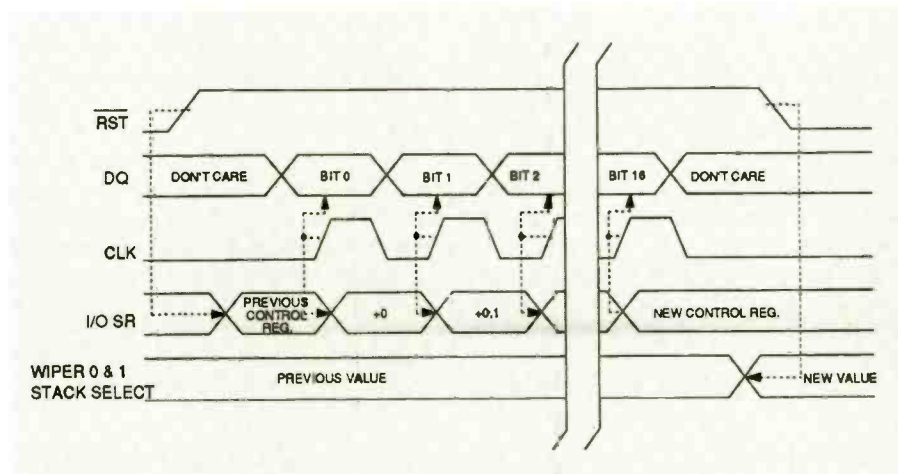 RST
DQ
DON'T CARE
BIT 0
BIT 1
BIT 2
BIT 16
DON'T CARE
CLK
I/O SR
PREVIOUS
CONTROL
REG.
+0
+0,1
NEW CONTROL REG.
WIPER 0 & 1
STACK SELECT
PREVIOUS VALUE
NEW VALUE